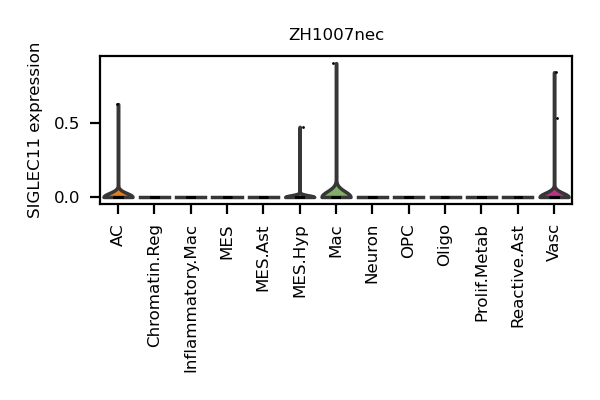 ZH1007nec
SIGLEC11 expression
0.5
0.0
AC
Chromatin.Reg
Inflammatory.Mac
MES
MES.Ast
MES.Hyp
Mac
Neuron
OPC
Oligo
Prolif.Metab
Reactive.Ast
Vasc